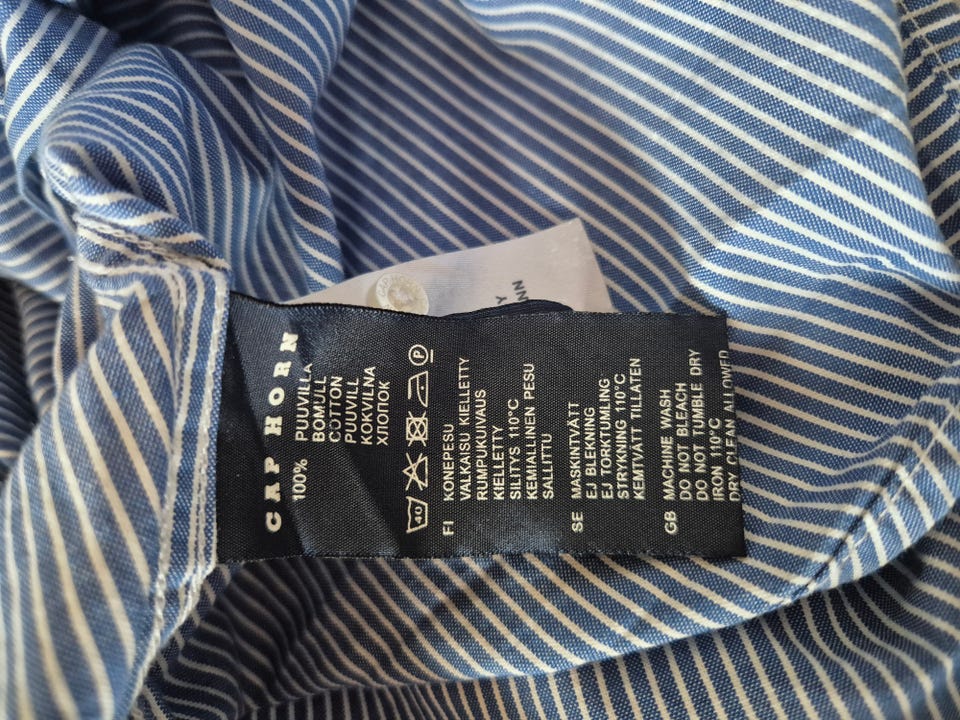 CAP HORN
100% PUUVILLA
BOMULL
COTTON
PUUVILL
KOKVILNA
ХЛОПОК
40 P
FI KONEPESU
VALKAISU KIELLETTY
RUMPUKUIVAUS
KIELLETTY
SILITYS 110°C
KEMIALLINEN PESU
SALLITTU
SE MASKINTVÄTT
EJ BLEKNING
EJ TORKTUMLING
STRYKNING 110°C
KEMTVÄTT TILLÅTEN
GB MACHINE WASH
DO NOT BLEACH
DO NOT TUMBLE DRY
IRON 110°C
DRY CLEAN ALLOWED